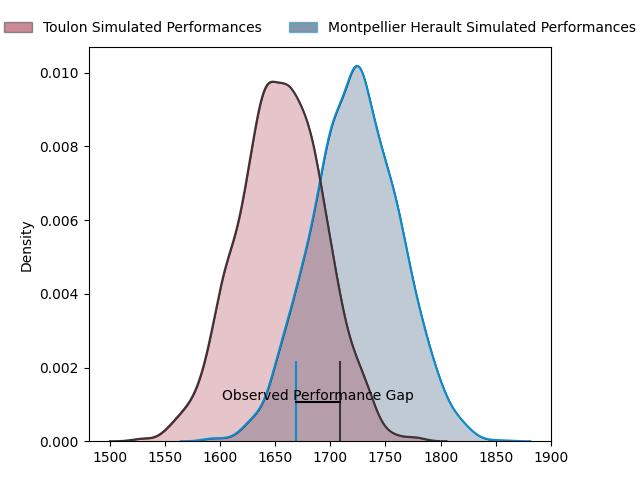 Toulon Simulated Performances
Montpellier Herault Simulated Performances
0.010
0.008
0.006
0.004
0.002
0.000
Density
Observed Performance Gap
1500 1550 1600 1650 1700 1750 1800 1850 1900